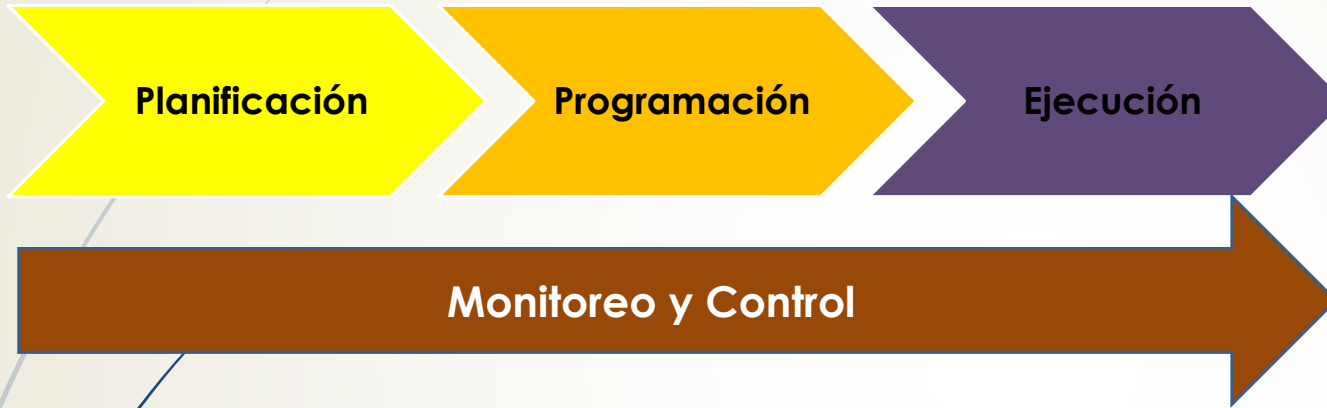 Planificación
Programación
Ejecución
Monitoreo y Control